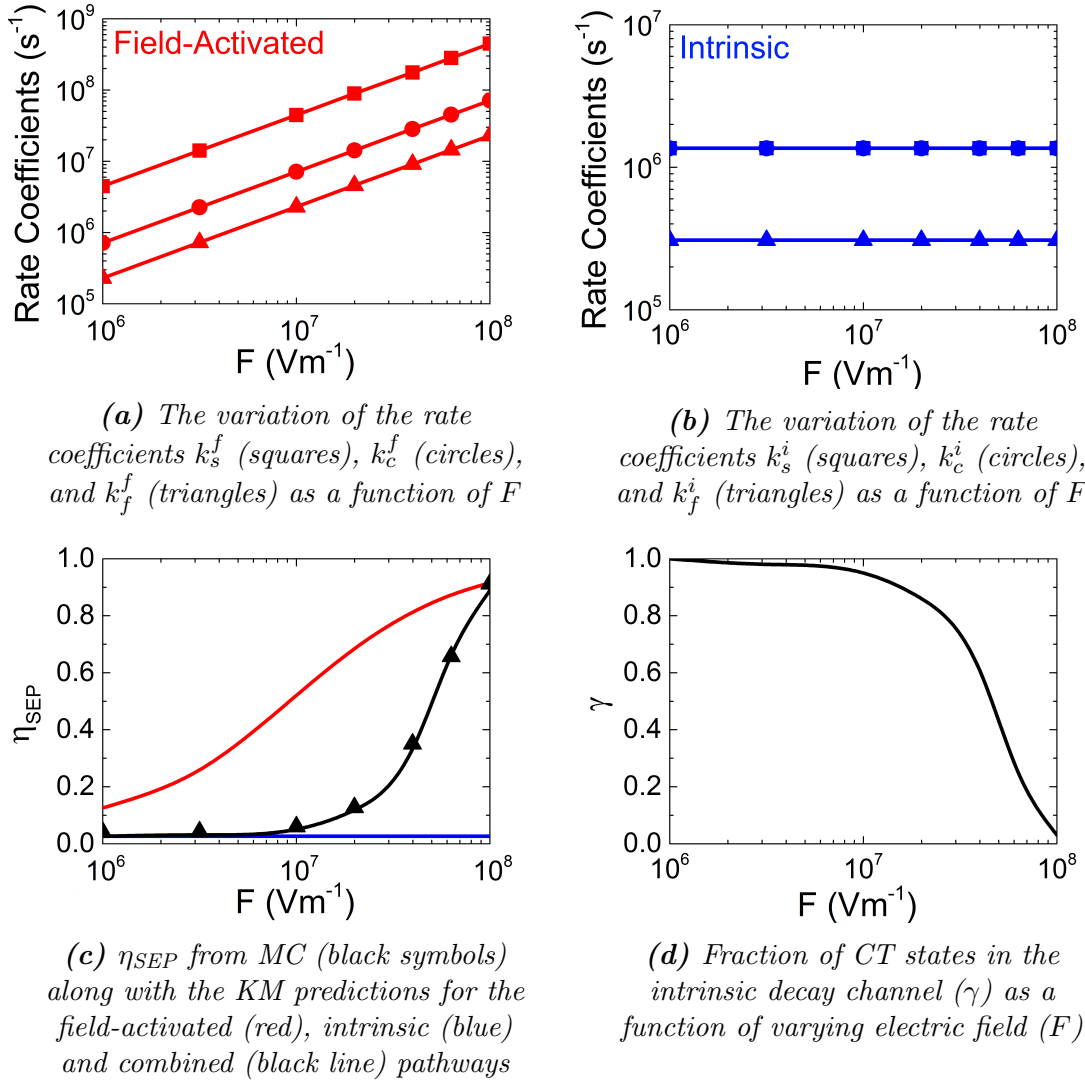 Field-Activated
Rate Coefficients (s⁻¹)
10⁹
10⁸
10⁷
10⁶
10⁵
10⁶ 10⁷ 10⁸
F (Vm⁻¹)
(a) The variation of the rate
coefficients k_s^f (squares), k_c^f (circles),
and k_f^f (triangles) as a function of F
Intrinsic
Rate Coefficients (s⁻¹)
10⁷
10⁶
10⁵
10⁶ 10⁷ 10⁸
F (Vm⁻¹)
(b) The variation of the rate
coefficients k_s^i (squares), k_c^i (circles),
and k_f^i (triangles) as a function of F
η_SEP
1.0
0.8
0.6
0.4
0.2
0.0
10⁶ 10⁷ 10⁸
F (Vm⁻¹)
(c) η_SEP from MC (black symbols)
along with the KM predictions for the
field-activated (red), intrinsic (blue)
and combined (black line) pathways
γ
1.0
0.8
0.6
0.4
0.2
0.0
10⁶ 10⁷ 10⁸
F (Vm⁻¹)
(d) Fraction of CT states in the
intrinsic decay channel (γ) as a
function of varying electric field (F)